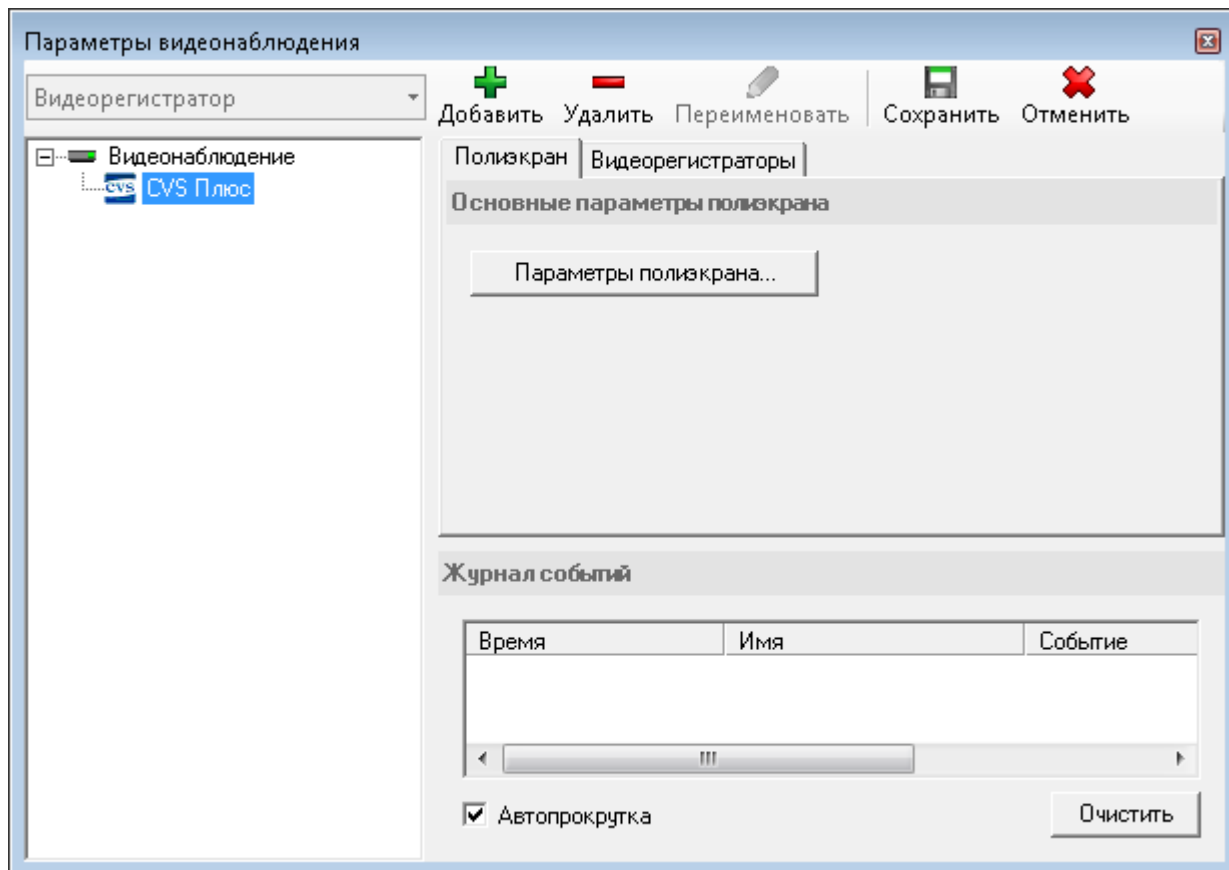 Параметры видеонаблюдения
Видеорегистратор
Добавить Удалить Переименовать Сохранить Отменить
Видеонаблюдение
cvs CVS Плюс
Полиэкран Видеорегистраторы
Основные параметры полиэкрана
Параметры полиэкрана...
Журнал событий
Время Имя Событие
Автопрокрутка
Очистить